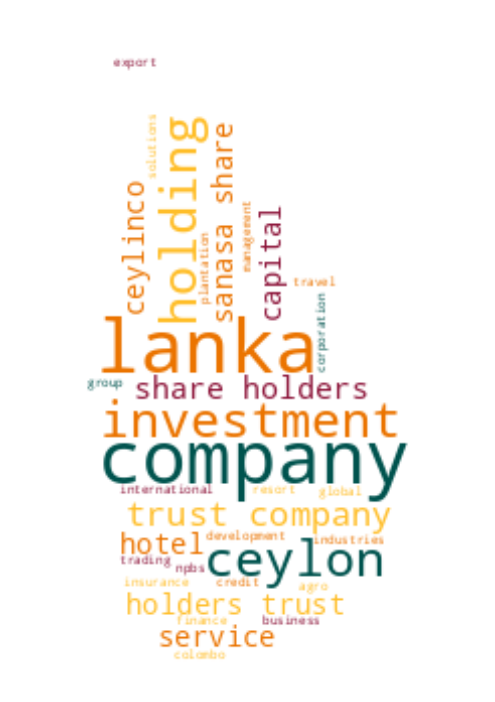 export
solutions
holding
sanasa share
ceylinco
management
capital
plantation
travel
corporation
lanka
group
share holders
investment
company
international
resort
global
trust company
hotel
development
industries
ceylon
trading
npbs
insurance
credit
agro
holders trust
finance
business
service
colombo